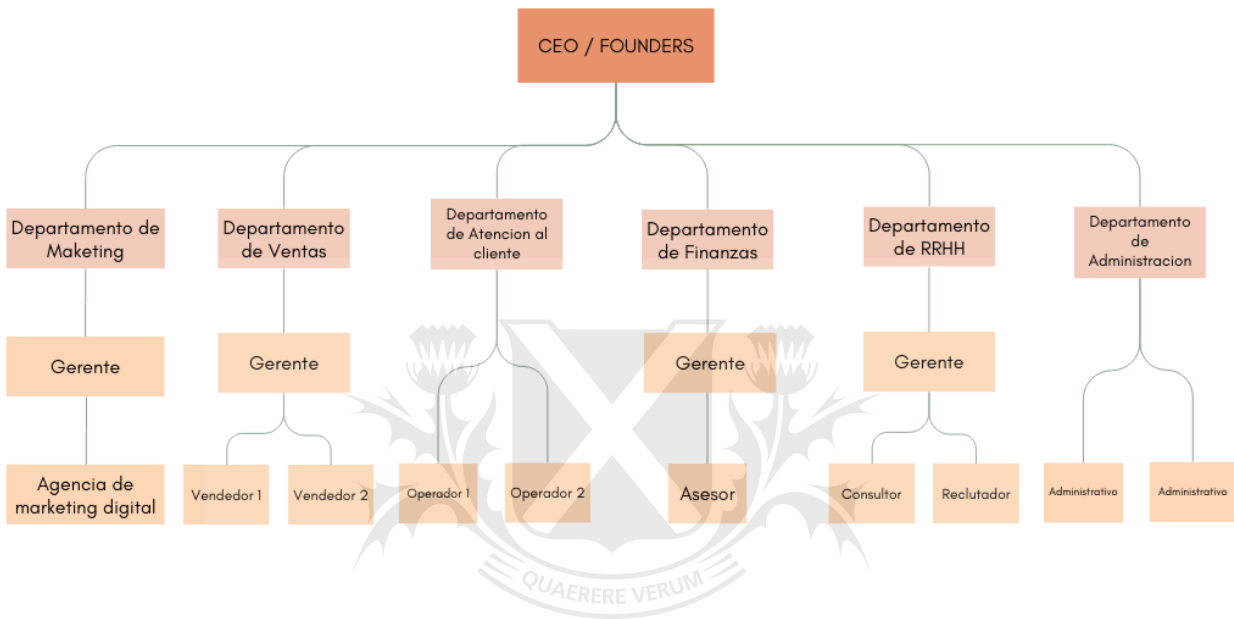 CEO / FOUNDERS
Departamento de
Maketing
Departamento
de Ventas
Departamento
de Atencion al
cliente
Departamento
de Finanzas
Departamento
de RRHH
Departamento
de
Administracion
Gerente
Gerente
Gerente
Gerente
Agencia de
marketing digital
Vendedor 1
Vendedor 2
Operador 1
Operador 2
Asesor
Consultor
Reclutador
Administrativo
Administrativo
QUAERERE VERUM